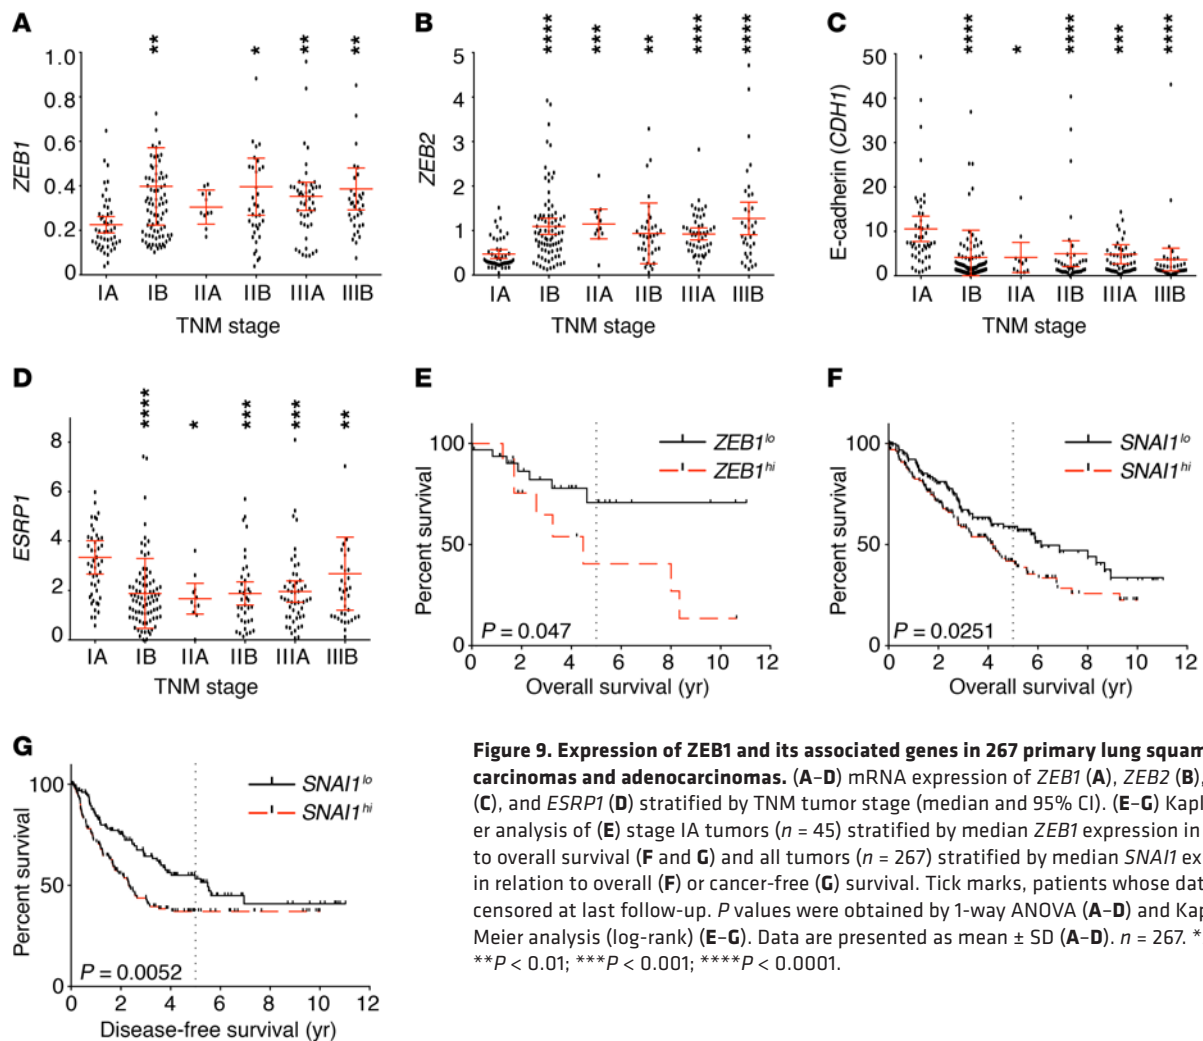 A
B
C
ZEB1
1.0
0.8
0.6
0.4
0.2
0
**
*
**
**
IA IB IIA IIB IIIA IIIB
TNM stage
ZEB2
5
4
3
2
1
0
****
***
**
****
****
IA IB IIA IIB IIIA IIIB
TNM stage
E-cadherin (CDH1)
50
40
30
20
10
0
****
*
****
***
****
IA IB IIA IIB IIIA IIIB
TNM stage
D
E
F
ESRP1
8
6
4
2
0
****
*
***
***
**
IA IB IIA IIB IIIA IIIB
TNM stage
Percent survival
100
50
0
ZEB1lo
ZEB1hi
P = 0.047
0 2 4 6 8 10 12
Overall survival (yr)
Percent survival
100
50
0
SNAI1lo
SNAI1hi
P = 0.0251
0 2 4 6 8 10 12
Overall survival (yr)
G
Percent survival
100
50
0
SNAI1lo
SNAI1hi
P = 0.0052
0 2 4 6 8 10 12
Disease-free survival (yr)
Figure 9. Expression of ZEB1 and its associated genes in 267 primary lung squam
carcinomas and adenocarcinomas. (A–D) mRNA expression of ZEB1 (A), ZEB2 (B),
(C), and ESRP1 (D) stratified by TNM tumor stage (median and 95% CI). (E–G) Kapl
er analysis of (E) stage IA tumors (n = 45) stratified by median ZEB1 expression in
to overall survival (F and G) and all tumors (n = 267) stratified by median SNAI1 ex
in relation to overall (F) or cancer-free (G) survival. Tick marks, patients whose dat
censored at last follow-up. P values were obtained by 1-way ANOVA (A–D) and Kap
Meier analysis (log-rank) (E–G). Data are presented as mean ± SD (A–D). n = 267. *
**P < 0.01; ***P < 0.001; ****P < 0.0001.